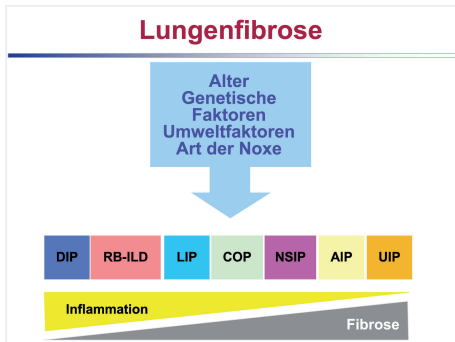 Lungenfibrose
Alter
Genetische
Faktoren
Umweltfaktoren
Art der Noxe
DIP RB-ILD LIP COP NSIP AIP UIP
Inflammation
Fibrose